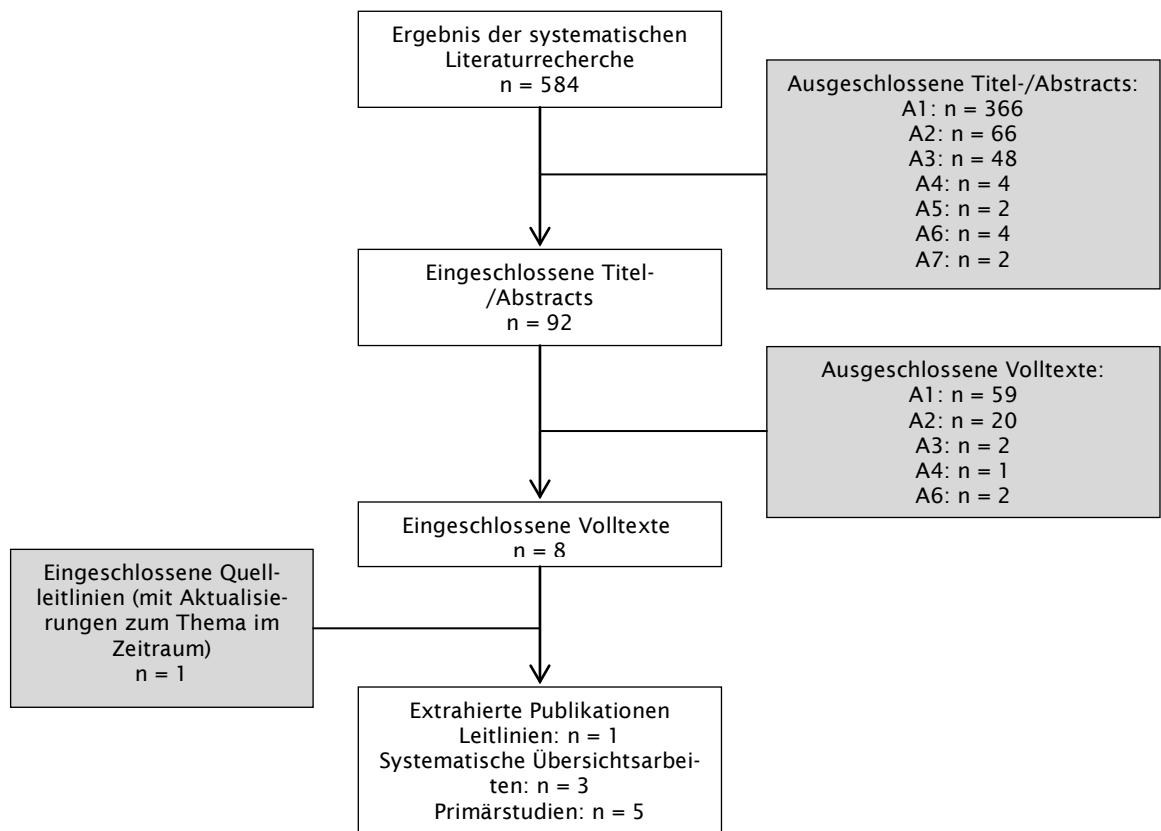 Ergebnis der systematischen
Literaturrecherche
n = 584
Ausgeschlossene Titel-/Abstracts:
A1: n = 366
A2: n = 66
A3: n = 48
A4: n = 4
A5: n = 2
A6: n = 4
A7: n = 2
Eingeschlossene Titel-
/Abstracts
n = 92
Ausgeschlossene Volltexte:
A1: n = 59
A2: n = 20
A3: n = 2
A4: n = 1
A6: n = 2
Eingeschlossene Volltexte
n = 8
Eingeschlossene Quell-
leitlinien (mit Aktualisie-
rungen zum Thema im
Zeitraum)
n = 1
Extrahierte Publikationen
Leitlinien: n = 1
Systematische Übersichtsarbei-
ten: n = 3
Primärstudien: n = 5